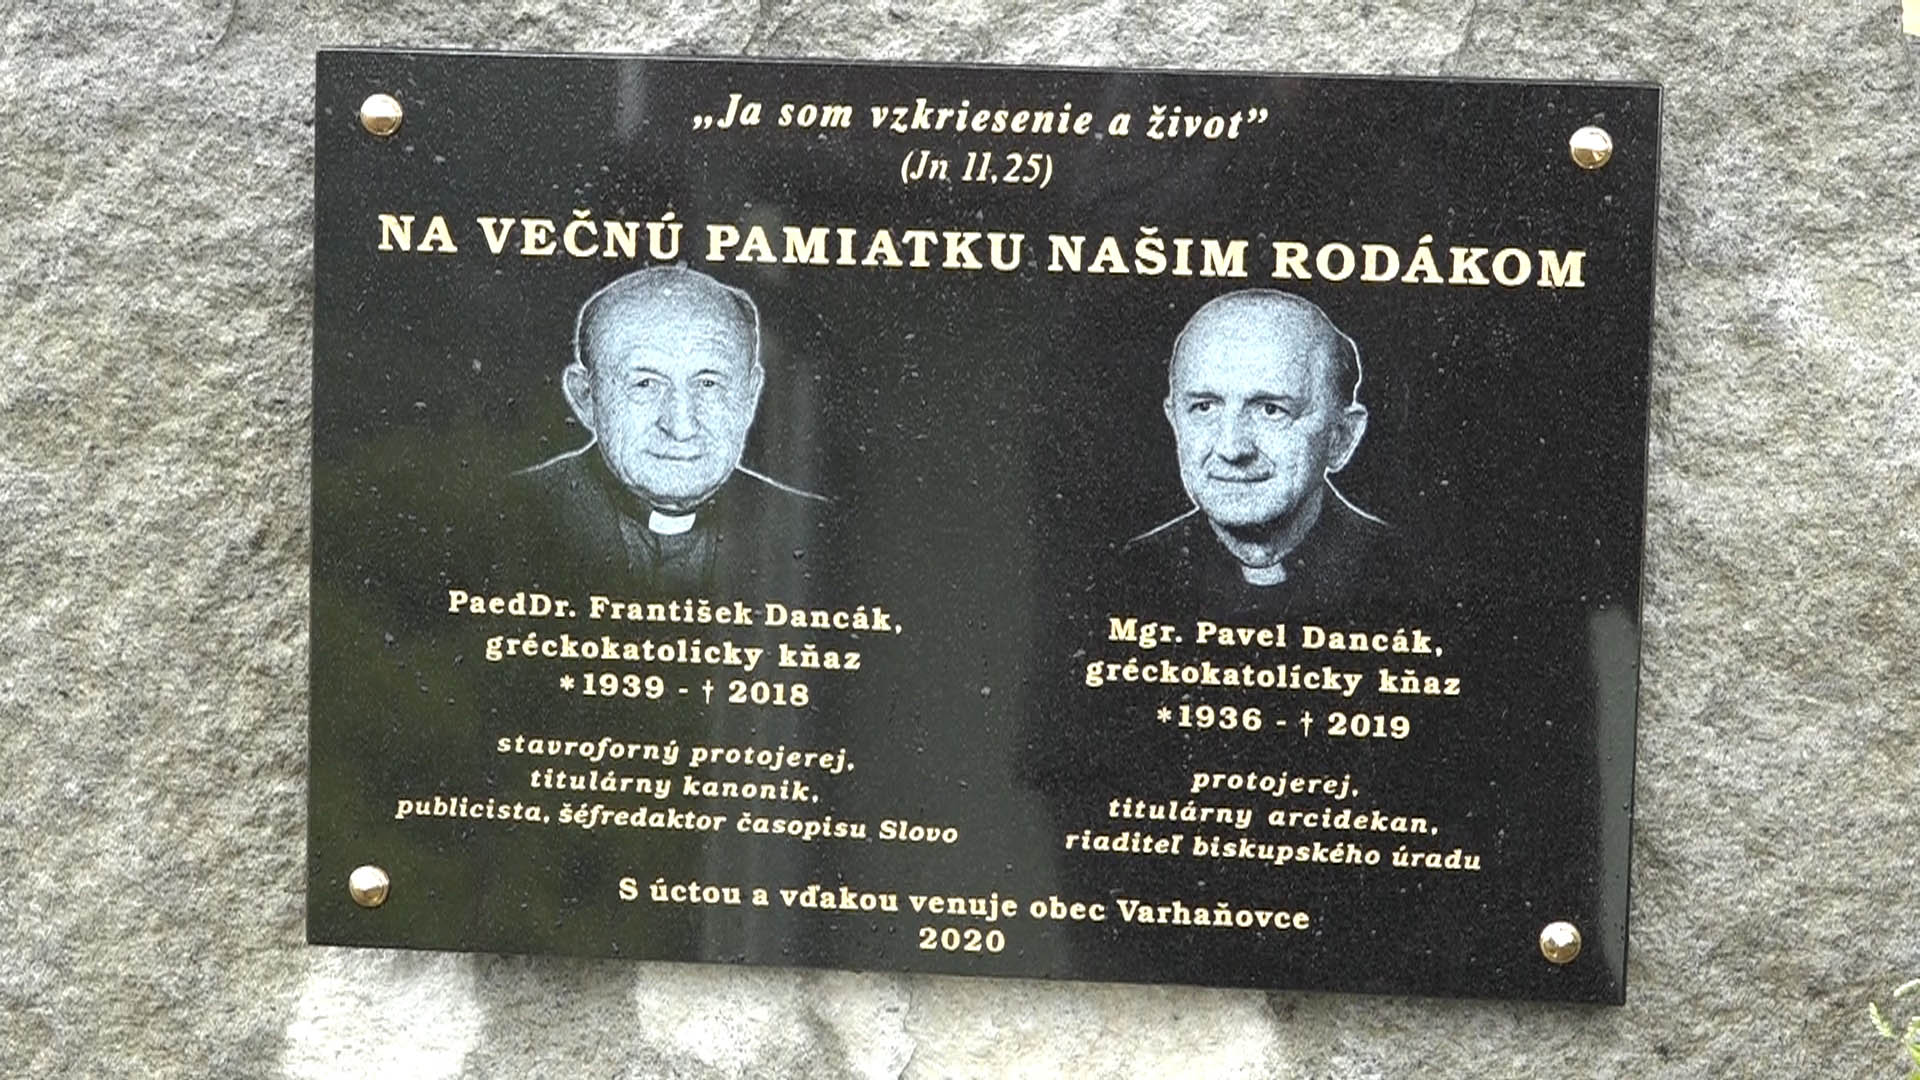 „Ja som vzkriesenie a život”
(Jn 11,25)
NA VEČNÚ PAMIATKU NAŠIM RODÁKOM
PaedDr. František Dancák,
gréckokatolícky kňaz
*1939 - † 2018
stavroforný protojerej,
titulárny kanonik,
publicista, šéfredaktor časopisu Slovo
Mgr. Pavel Dancák,
gréckokatolícky kňaz
*1936 - † 2019
protojerej,
titulárny arcidekan,
riaditeľ biskupského úradu
S úctou a vďakou venuje obec Varhaňovce
2020